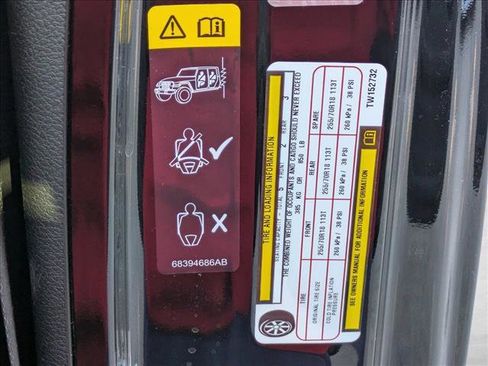 68394686AB
TIRE AND LOADING INFORMATION
SEATING CAPACITY - TOTAL 5 FRONT 2 REAR 3
THE COMBINED WEIGHT OF OCCUPANTS AND CARGO SHOULD NEVER EXCEED
385 KG OR 850 LB
TIRE FRONT REAR SPARE
ORIGINAL TIRE SIZE 255/70R18 113T 255/70R18 113T 255/70R18 113T
COLD TIRE INFLATION PRESSURE 260 kPa / 38 PSI 260 kPa / 38 PSI 260 kPa / 38 PSI
SEE OWNERS MANUAL FOR ADDITIONAL INFORMATION
TW152732